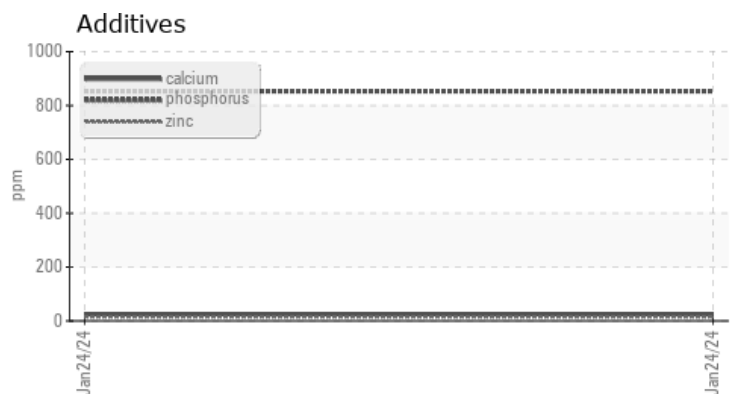 Additives
1000
calcium
phosphorus
zinc
800
600
400
200
0
ppm
Jan24/24
Jan24/24